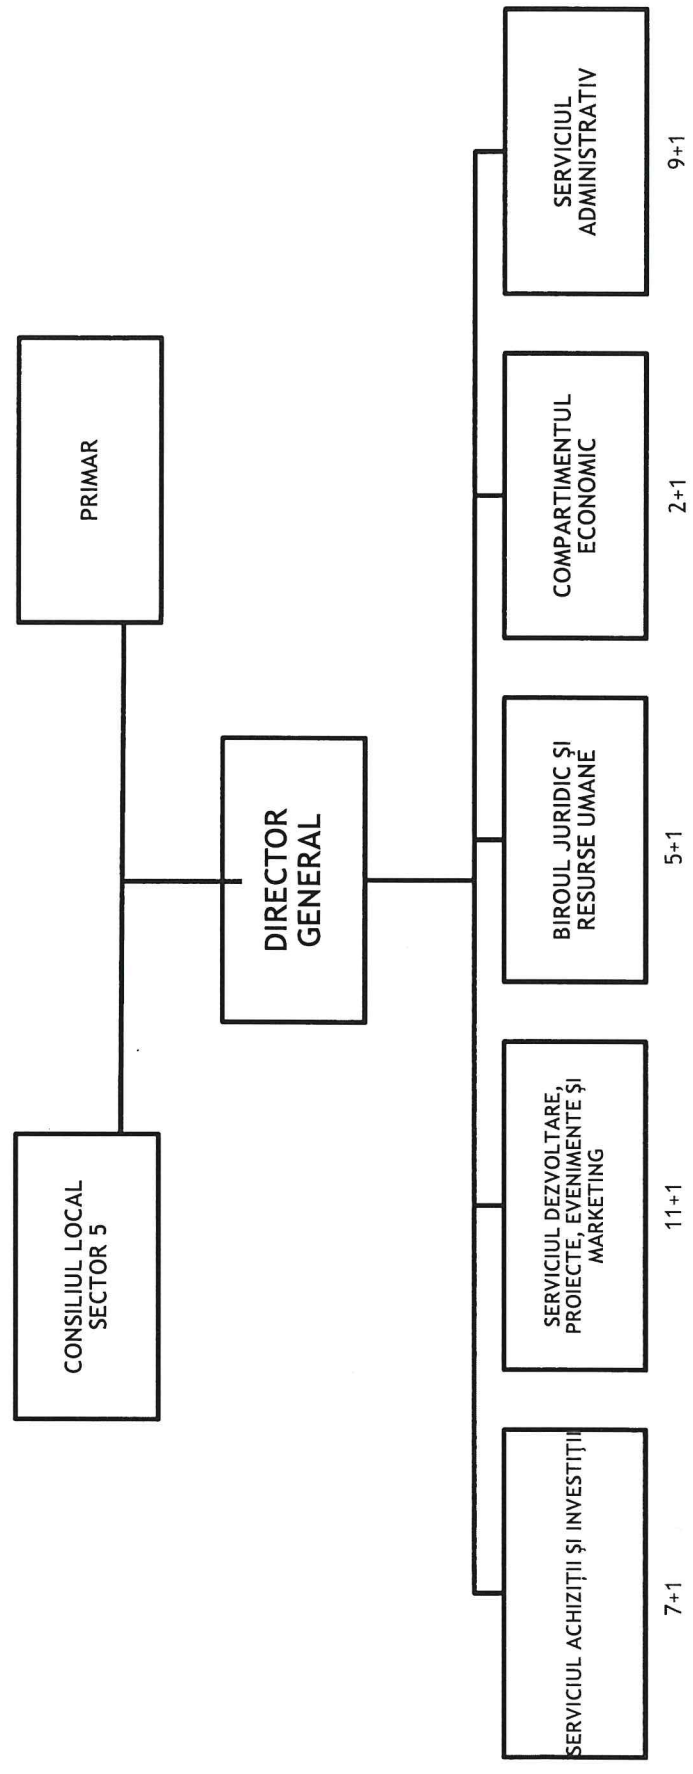 CONSILIUL LOCAL
SECTOR 5
PRIMAR
DIRECTOR
GENERAL
SERVICIUL ACHIZIȚII ȘI INVESTIȚII
7+1
SERVICIUL DEZVOLTARE,
PROIECTE, EVENIMENTE ȘI
MARKETING
11+1
BIROUL JURIDIC ȘI
RESURSE UMANE
5+1
COMPARTIMENTUL
ECONOMIC
2+1
SERVICIUL
ADMINISTRATIV
9+1